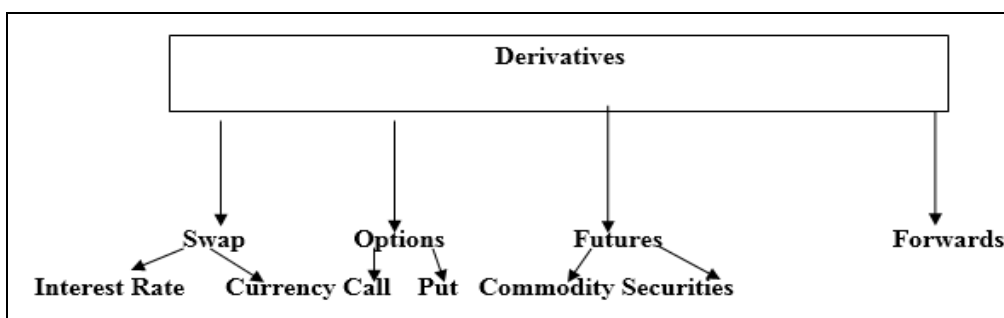 Derivatives
Swap Options Futures Forwards
Interest Rate Currency Call Put Commodity Securities